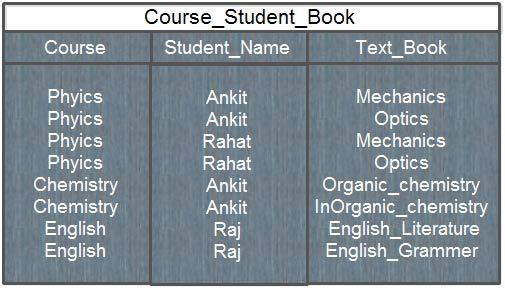 Course_Student_Book
Course Student_Name Text_Book
Phyics Ankit Mechanics
Phyics Ankit Optics
Phyics Rahat Mechanics
Phyics Rahat Optics
Chemistry Ankit Organic_chemistry
Chemistry Ankit InOrganic_chemistry
English Raj English_Literature
English Raj English_Grammer